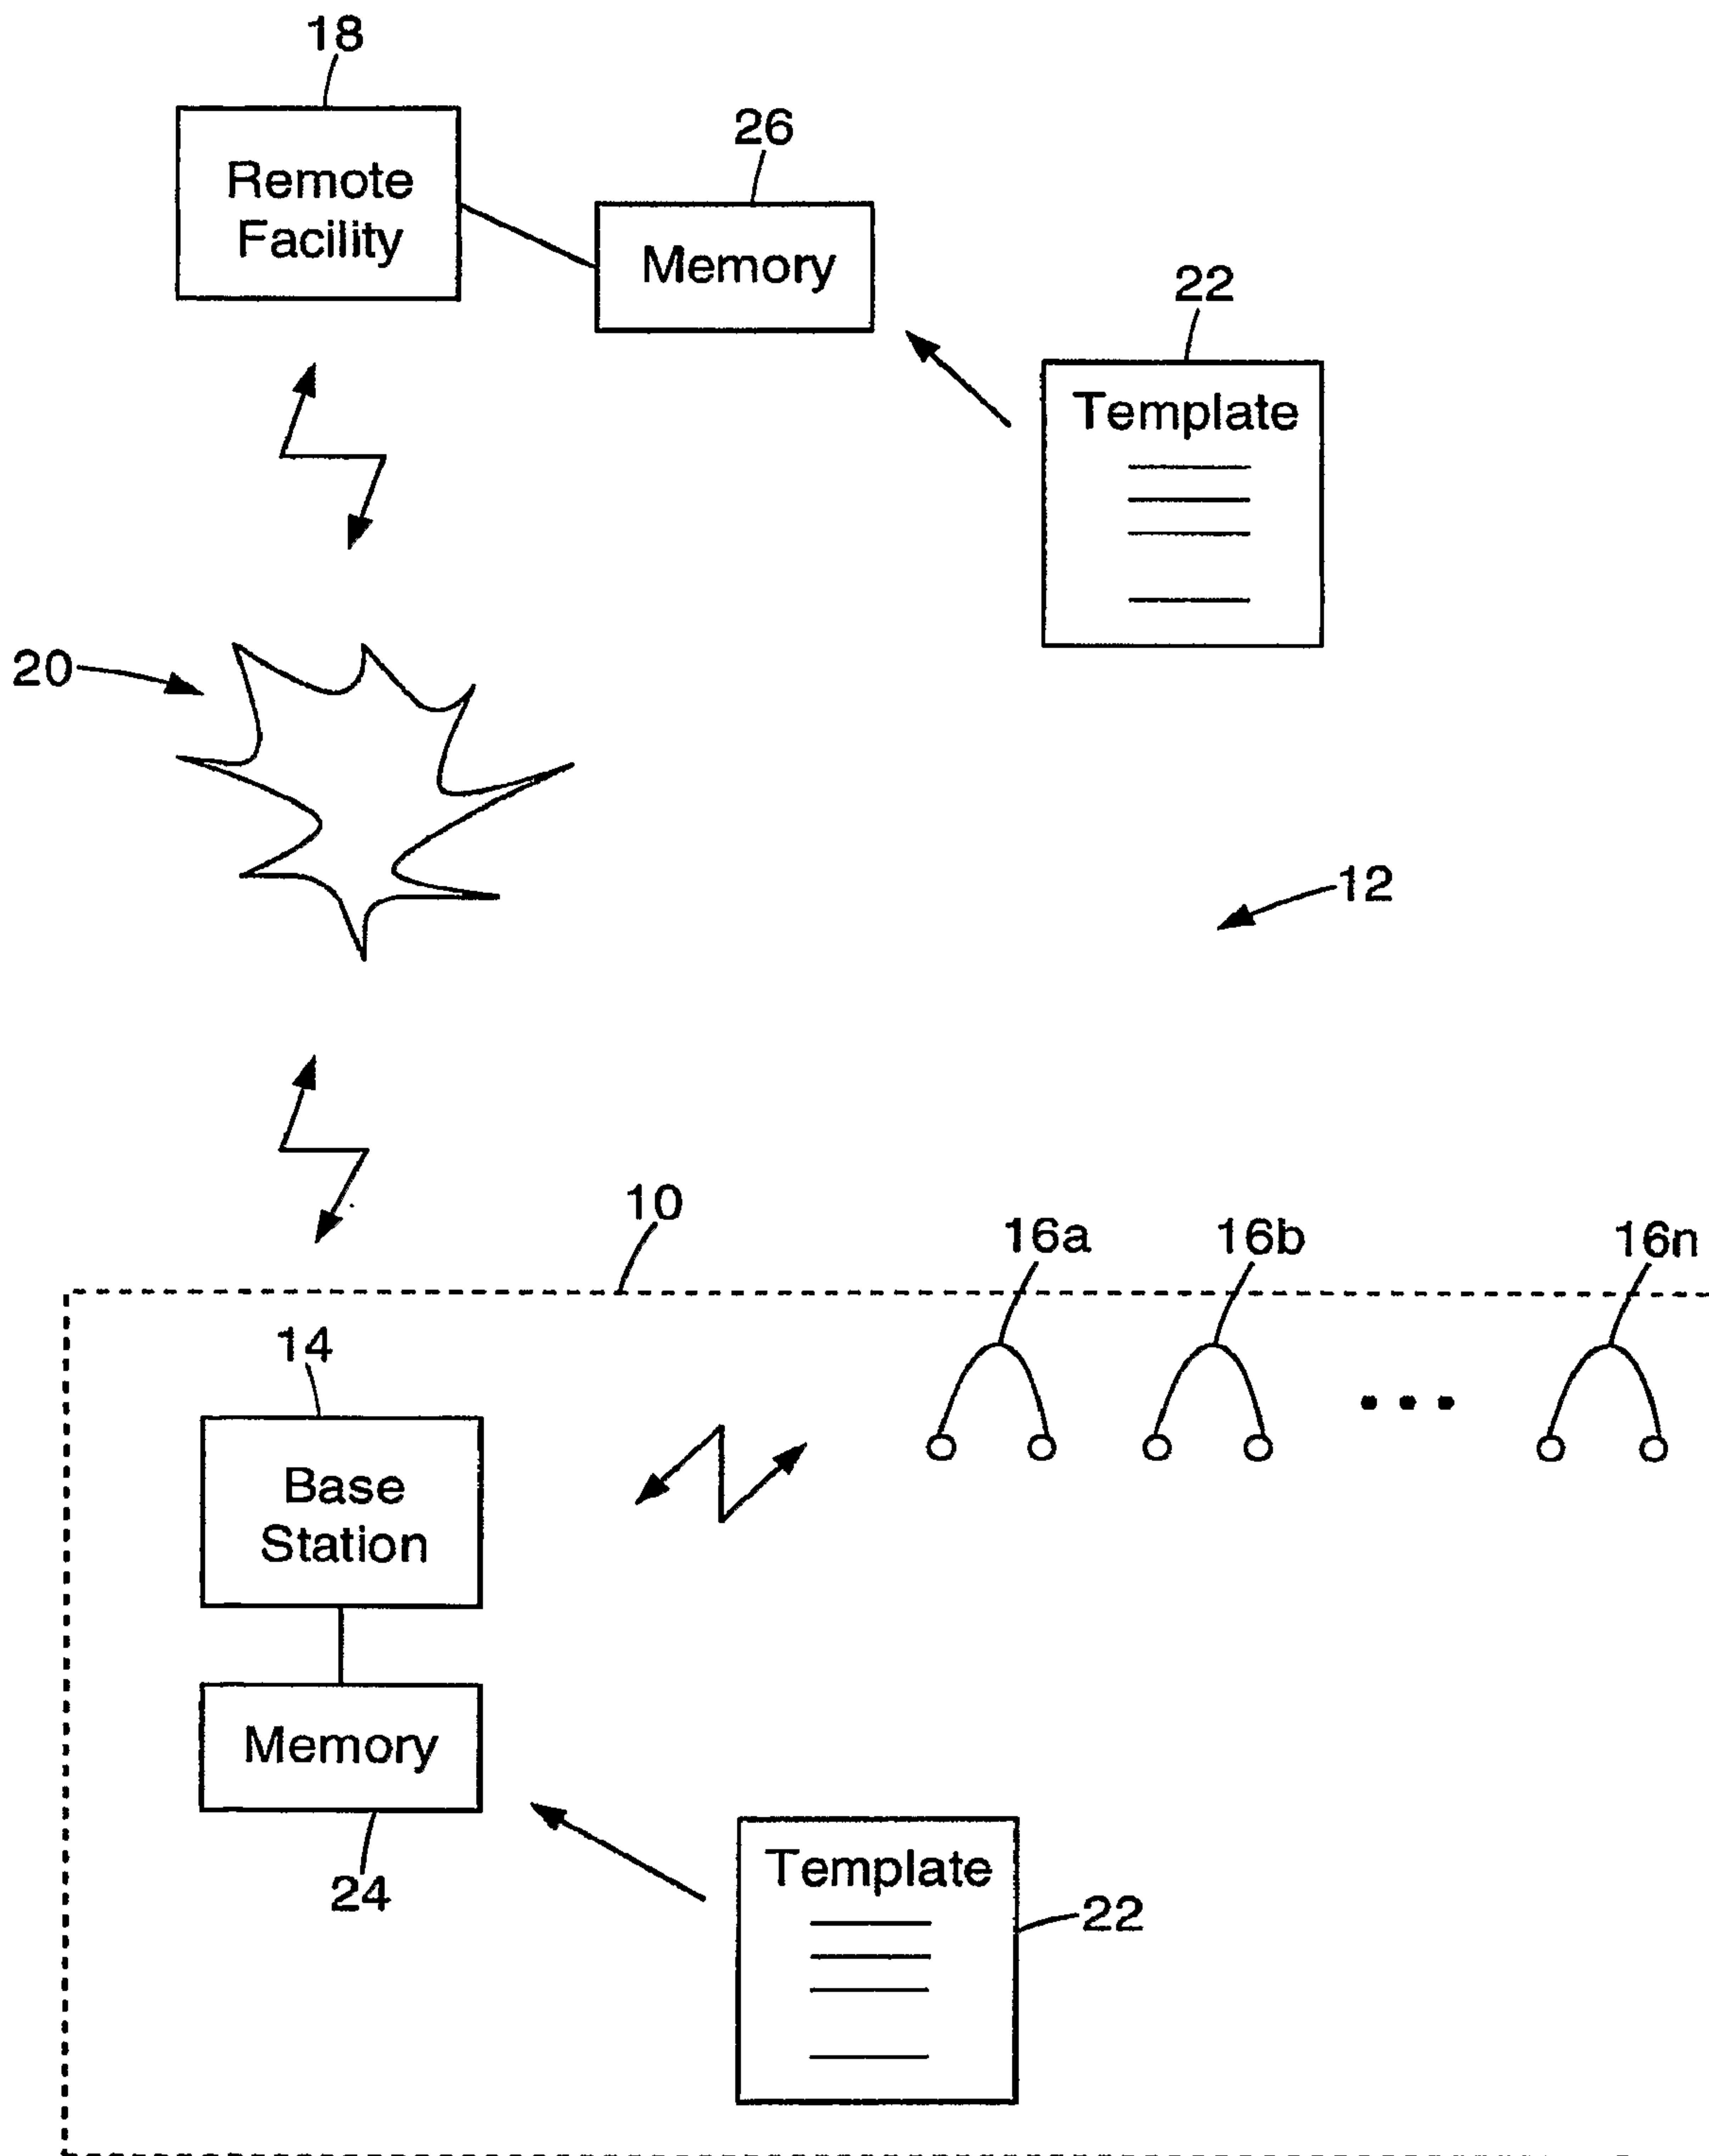 18
Remote
Facility
26
Memory
22
Template
20
12
10
16a
16b
16n
14
Base
Station
Memory
24
Template
22